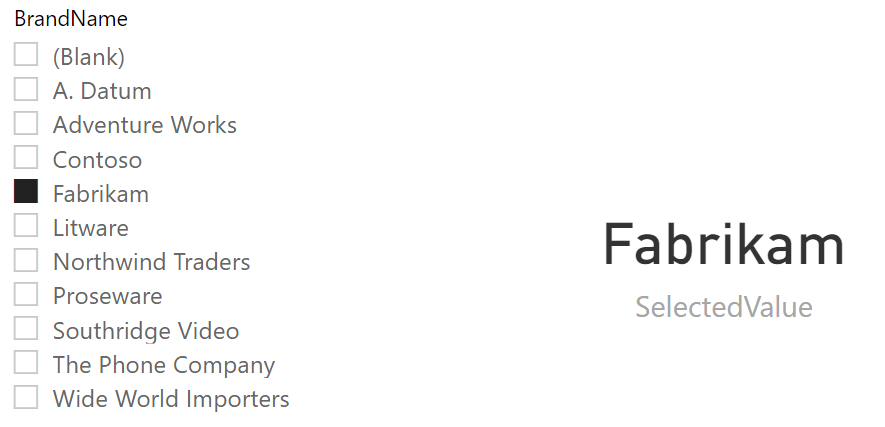 BrandName
(Blank)
A. Datum
Adventure Works
Contoso
Fabrikam
Litware
Northwind Traders
Proseware
Southridge Video
The Phone Company
Wide World Importers
Fabrikam
SelectedValue